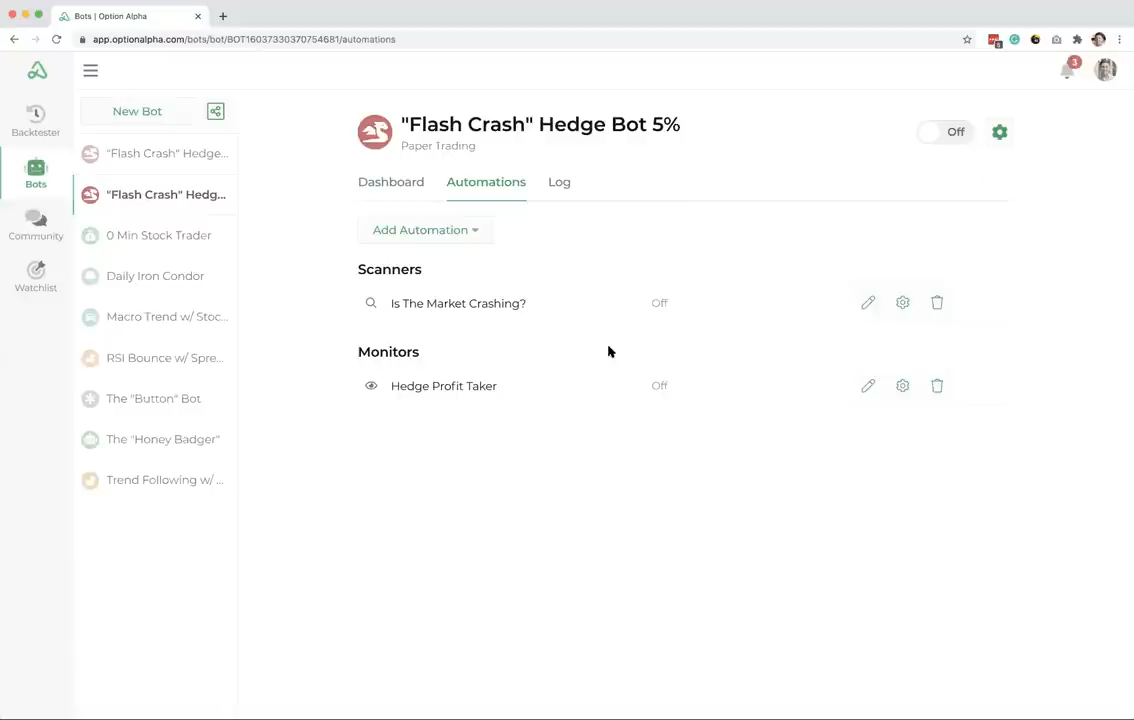 Bots | Option Alpha
app.optionalpha.com/bots/bot/BOT16037330370754681/automations
3
Backtester
Bots
Community
Watchlist
New Bot
"Flash Crash" Hedge...
"Flash Crash" Hedg...
0 Min Stock Trader
Daily Iron Condor
Macro Trend w/ Stoc...
RSI Bounce w/ Spre...
The "Button" Bot
The "Honey Badger"
Trend Following w/ ...
"Flash Crash" Hedge Bot 5%
Paper Trading
Off
Dashboard
Automations
Log
Add Automation
Scanners
Is The Market Crashing?
Off
Monitors
Hedge Profit Taker
Off